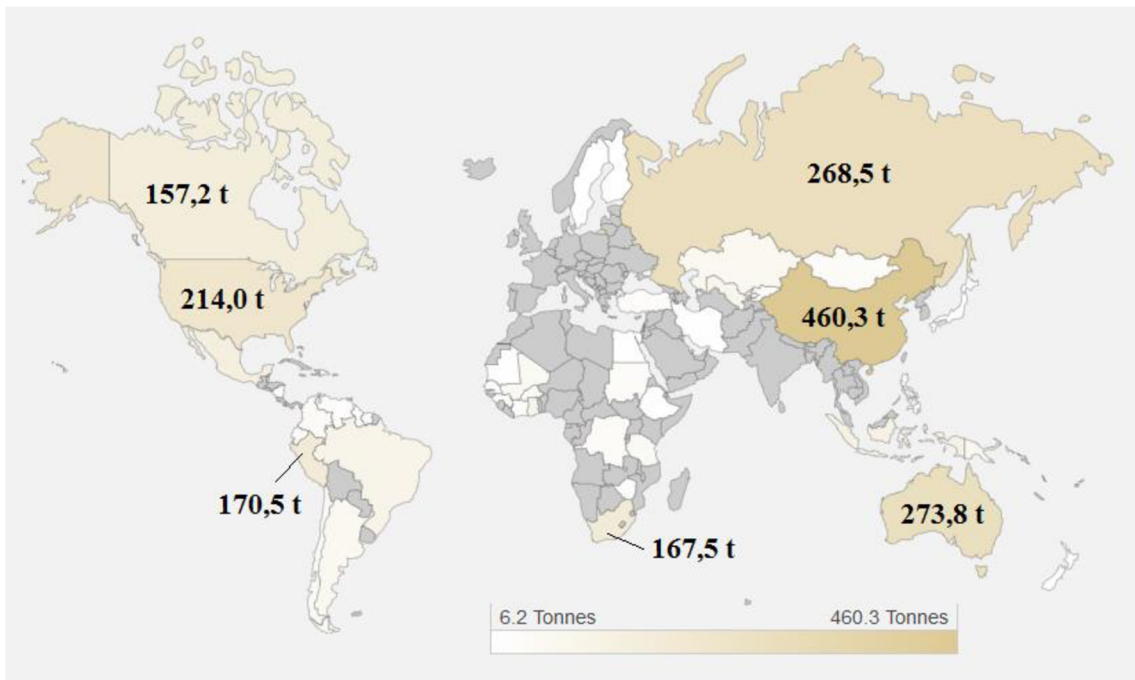 157,2 t
268,5 t
214,0 t
460,3 t
170,5 t
167,5 t
273,8 t
6.2 Tonnes 460.3 Tonnes